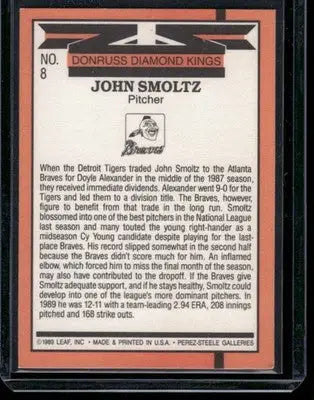 NO.
8
DONRUSS DIAMOND KINGS
JOHN SMOLTZ
Pitcher
Braves
When the Detroit Tigers traded John Smoltz to the Atlanta
Braves for Doyle Alexander in the middle of the 1987 season,
they received immediate dividends. Alexander went 9-0 for the
Tigers and led them to a division title. The Braves, however,
figure to benefit from that trade in the long run. Smoltz
blossomed into one of the best pitchers in the National League
last season and many touted the young right-hander as a
midseason Cy Young candidate despite playing for the last-
place Braves. His record slipped somewhat in the second half
because the Braves didn't score much for him. An inflamed
elbow, which forced him to miss the final month of the season,
may also have contributed to the dropoff. If the Braves give
Smoltz adequate support, and if he stays healthy, Smoltz could
develop into one of the league's more dominant pitchers. In
1989 he was 12-11 with a team-leading 2.94 ERA, 208 innings
pitched and 168 strike outs.
©1989 LEAF, INC • MADE & PRINTED IN U.S.A. • PEREZ-STEELE GALLERIES